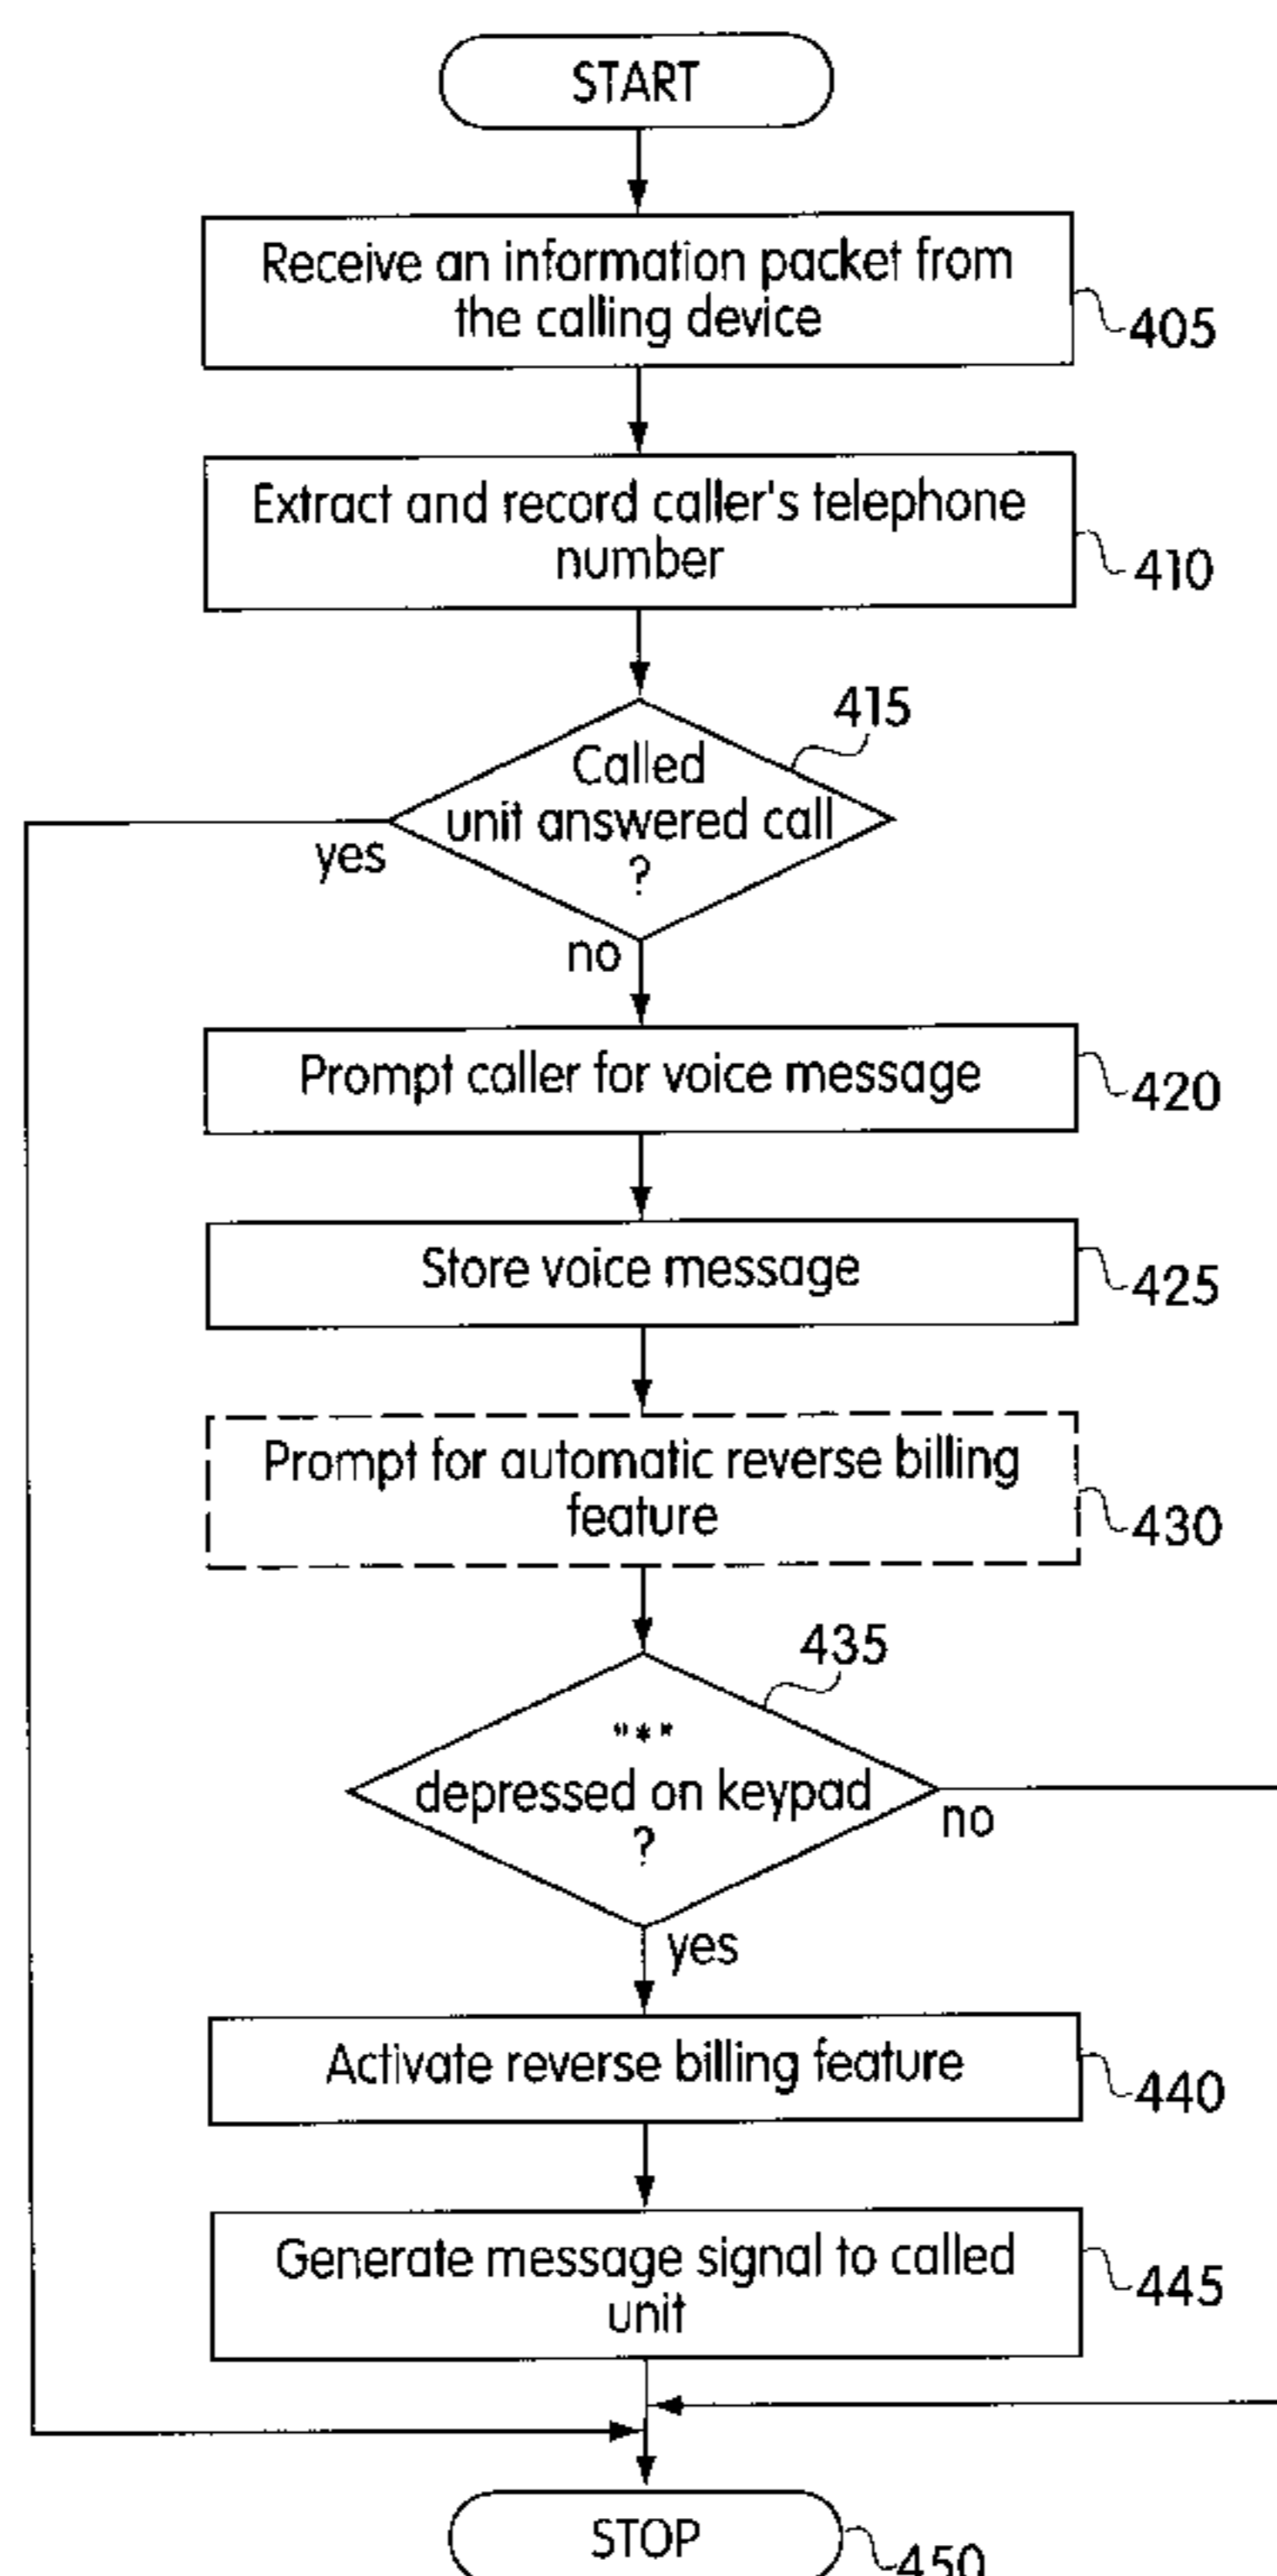 START
Receive an information packet from
the calling device
405
Extract and record caller's telephone
number
410
415
Called
unit answered call
?
yes
no
Prompt caller for voice message
420
Store voice message
425
Prompt for automatic reverse billing
feature
430
435
"*"
depressed on keypad
?
no
yes
Activate reverse billing feature
440
Generate message signal to called
unit
445
STOP
450